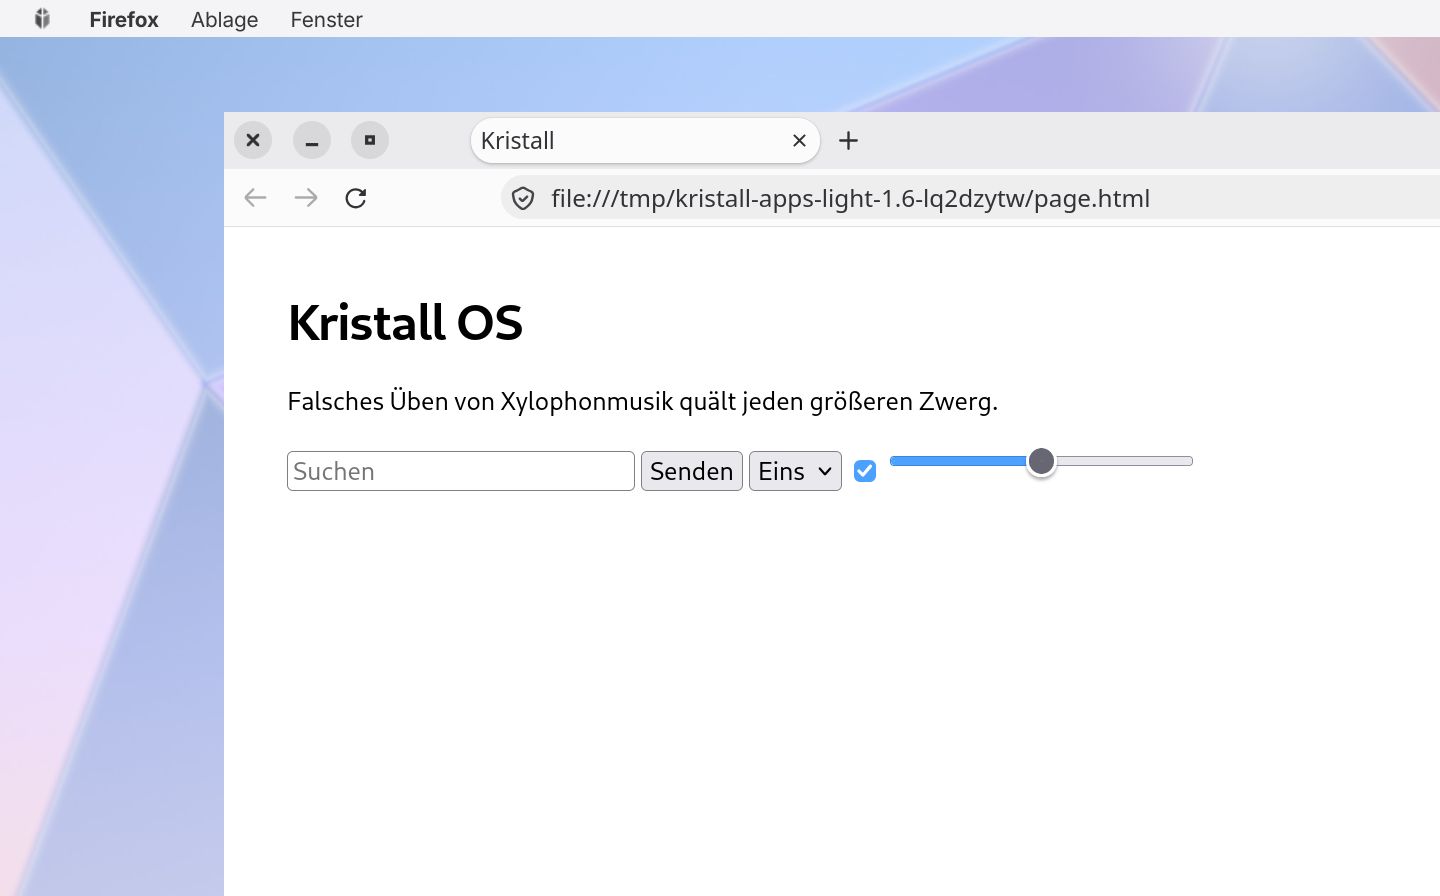 Firefox Ablage Fenster
Kristall
file:///tmp/kristall-apps-light-1.6-lq2dzytw/page.html
Kristall OS
Falsches Üben von Xylophonmusik quält jeden größeren Zwerg.
Suchen Senden Eins